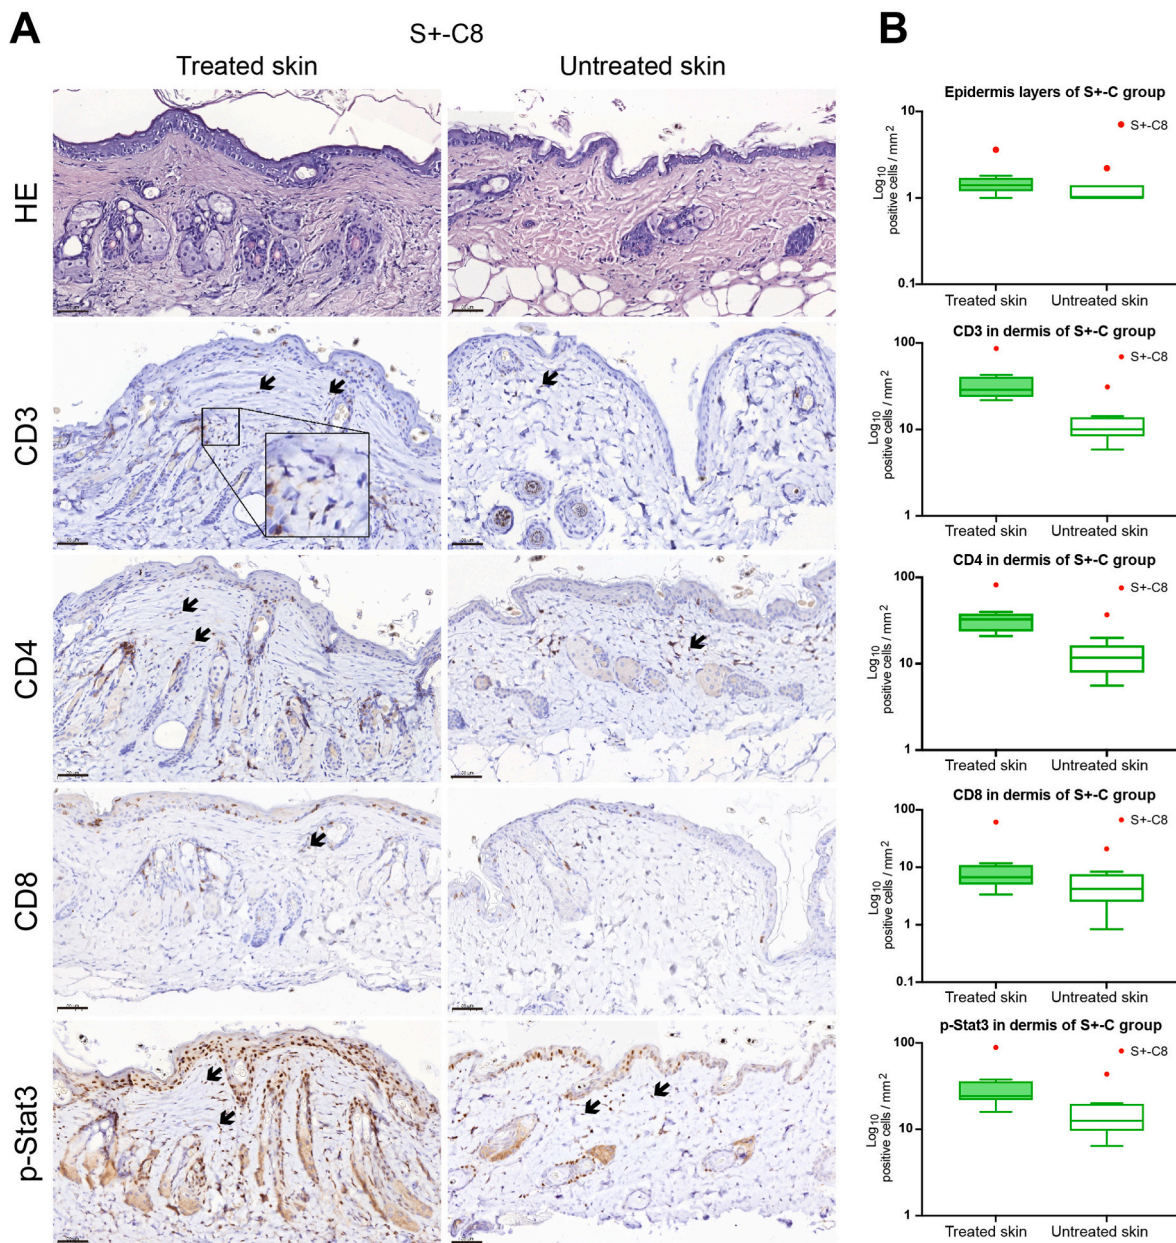 A
S+-C8
Treated skin
Untreated skin
HE
CD3
CD4
CD8
p-Stat3
B
Epidermis layers of S+-C group
Log10
positive cells / mm2
10
1
0.1
S+-C8
Treated skin
Untreated skin
CD3 in dermis of S+-C group
Log10
positive cells / mm2
100
10
1
S+-C8
Treated skin
Untreated skin
CD4 in dermis of S+-C group
Log10
positive cells / mm2
100
10
1
S+-C8
Treated skin
Untreated skin
CD8 in dermis of S+-C group
Log10
positive cells / mm2
100
10
1
0.1
S+-C8
Treated skin
Untreated skin
p-Stat3 in dermis of S+-C group
Log10
positive cells / mm2
100
10
1
S+-C8
Treated skin
Untreated skin